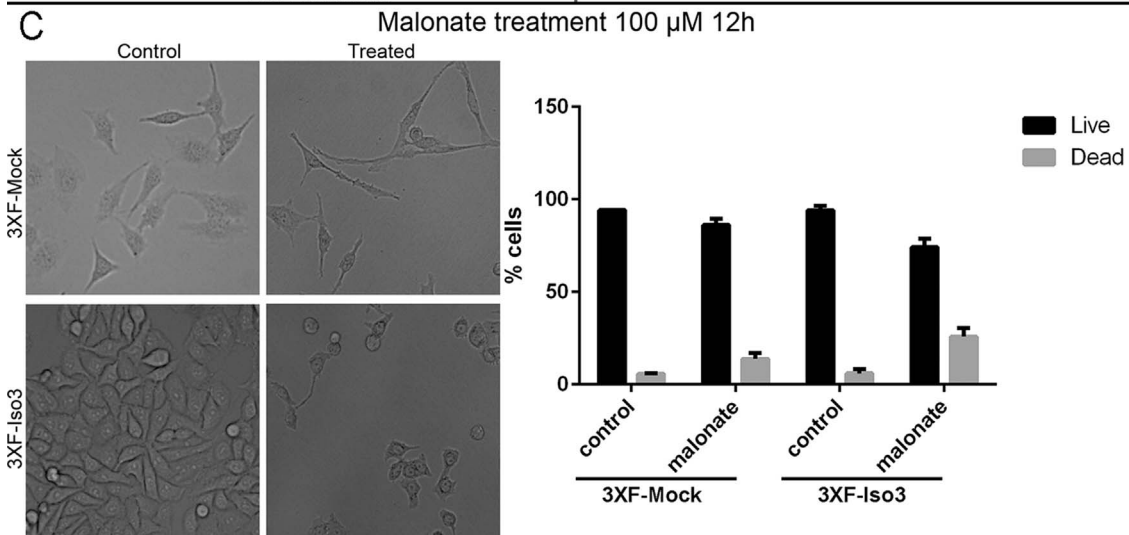 C
Malonate treatment 100 µM 12h
Control
Treated
3XF-Mock
3XF-Iso3
150
100
50
0
% cells
Live
Dead
control
malonate
control
malonate
3XF-Mock
3XF-Iso3